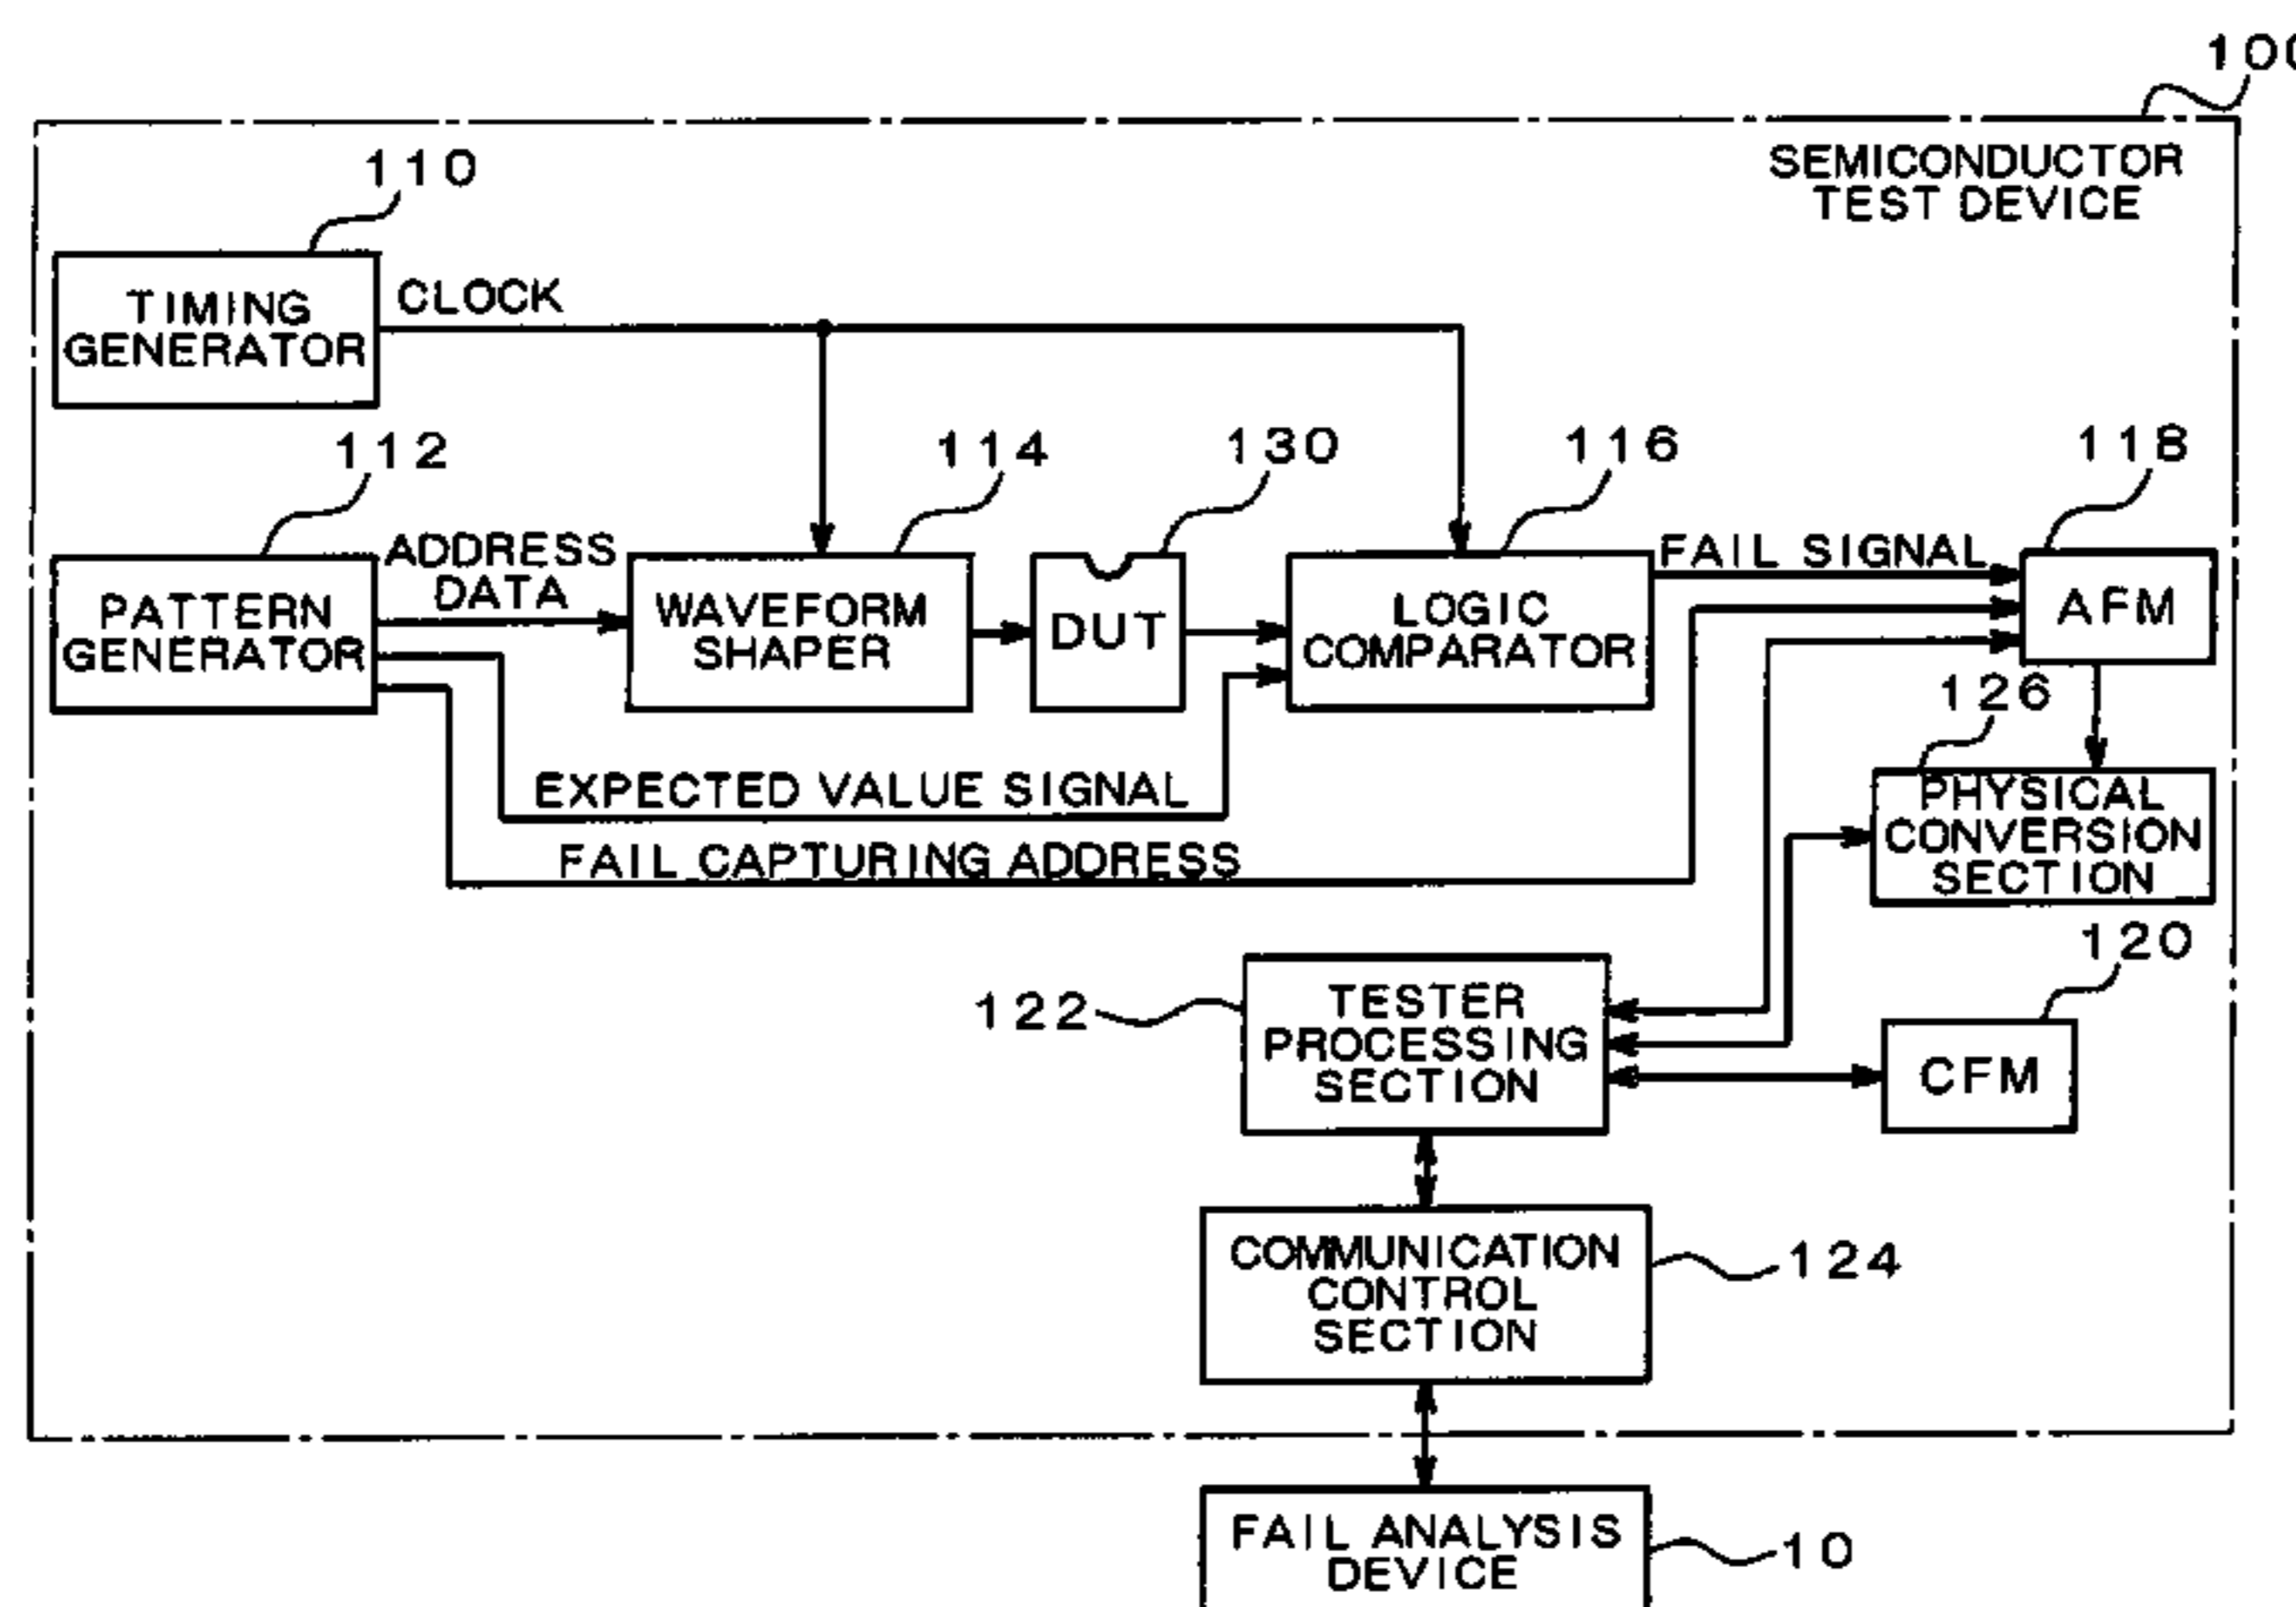 100
SEMICONDUCTOR
TEST DEVICE
110
TIMING
GENERATOR
CLOCK
112
114
130
116
118
PATTERN
GENERATOR
ADDRESS
DATA
WAVEFORM
SHAPER
DUT
LOGIC
COMPARATOR
FAIL SIGNAL
AFM
126
EXPECTED VALUE SIGNAL
PHYSICAL
CONVERSION
SECTION
FAIL CAPTURING ADDRESS
120
122
TESTER
PROCESSING
SECTION
CFM
COMMUNICATION
CONTROL
SECTION
124
FAIL ANALYSIS
DEVICE
10